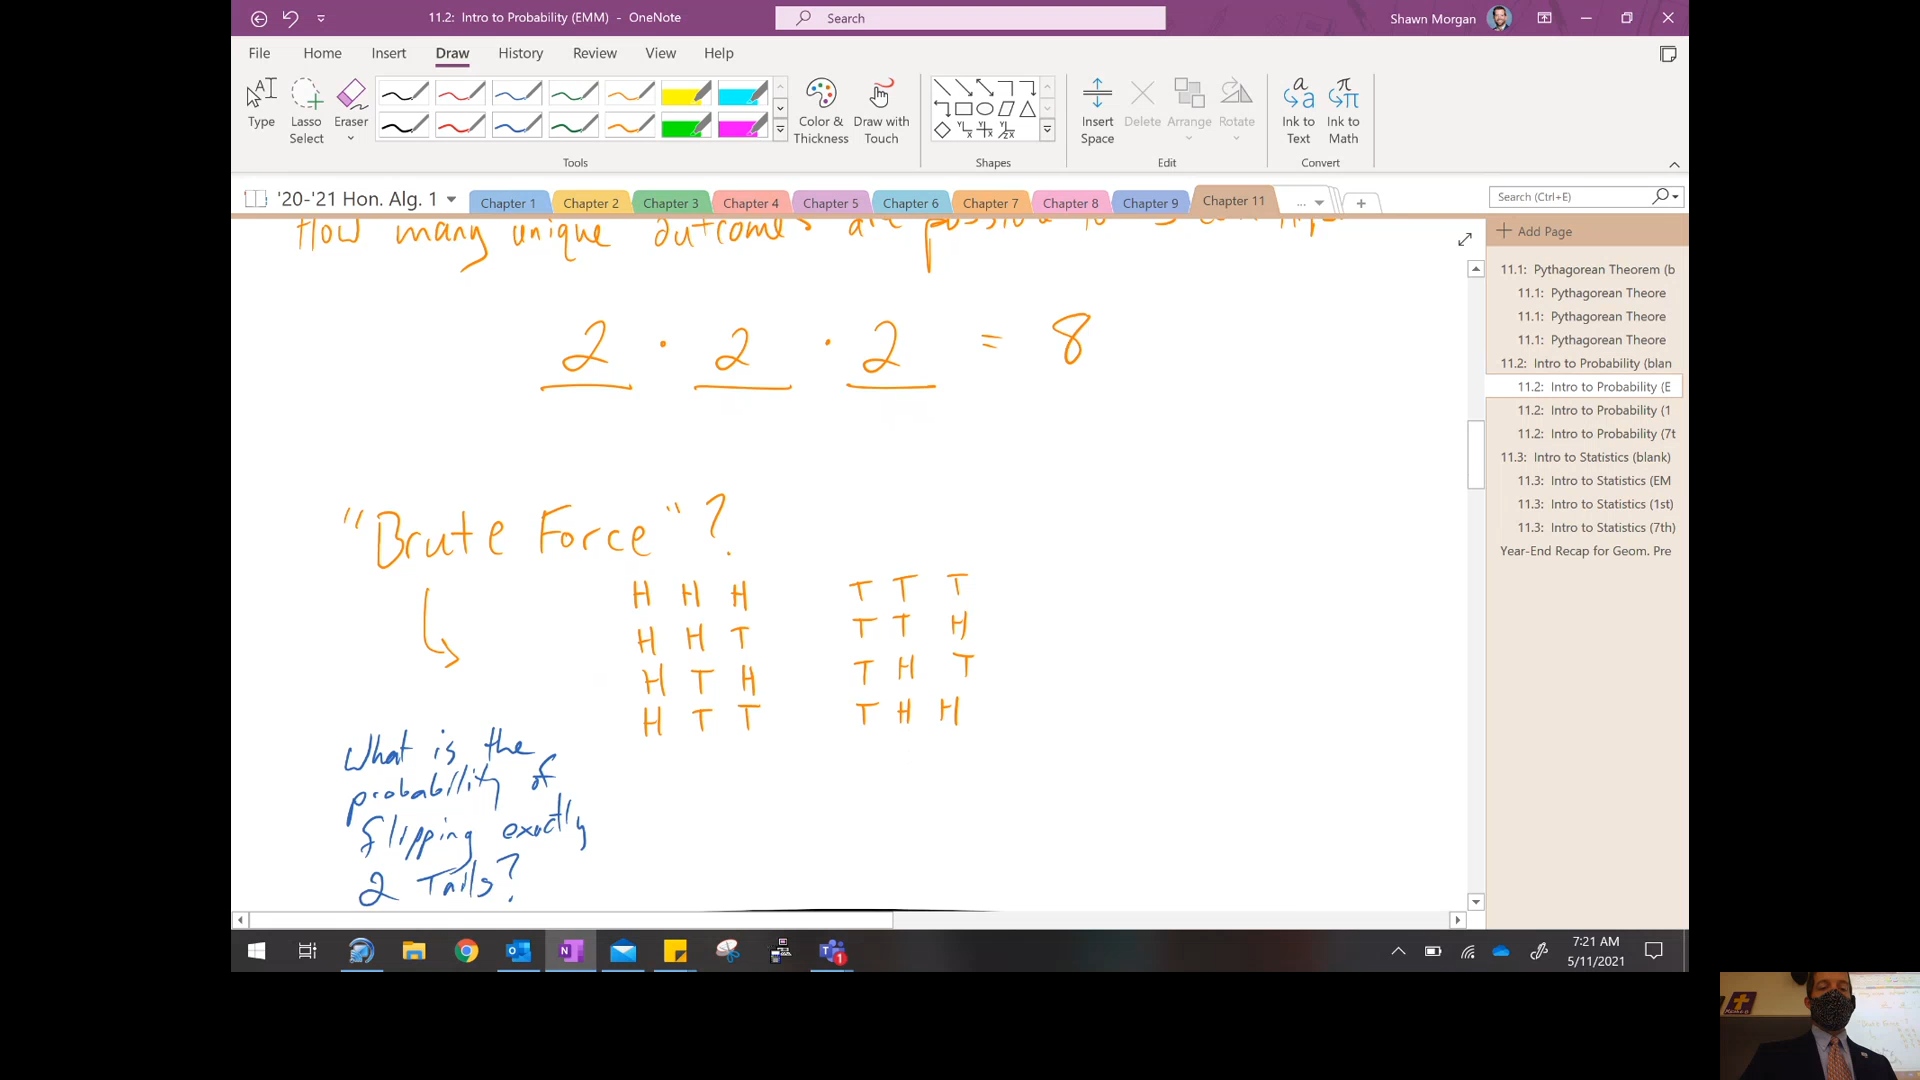 11.2: Intro to Probability (EMM) - OneNote
Search
Shawn Morgan
File Home Insert Draw History Review View Help
Type
Lasso Select
Eraser
Color & Thickness
Draw with Touch
Insert Space
Delete
Arrange
Rotate
Ink to Text
Ink to Math
Tools
Shapes
Edit
Convert
'20-'21 Hon. Alg. 1
Chapter 1 Chapter 2 Chapter 3 Chapter 4 Chapter 5 Chapter 6 Chapter 7 Chapter 8 Chapter 9 Chapter 11 ...
Search (Ctrl+E)
Add Page
11.1: Pythagorean Theorem (b
11.1: Pythagorean Theore
11.1: Pythagorean Theore
11.1: Pythagorean Theore
11.2: Intro to Probability (blan
11.2: Intro to Probability (E
11.2: Intro to Probability (1
11.2: Intro to Probability (7t
11.3: Intro to Statistics (blank)
11.3: Intro to Statistics (EM
11.3: Intro to Statistics (1st)
11.3: Intro to Statistics (7th)
Year-End Recap for Geom. Pre
How many unique outcomes are possible
2 · 2 · 2 = 8
"Brute Force"?
H H H T T T
H H T T T H
H T H T H T
H T T T H H
What is the
probability of
flipping exactly
2 Tails?
7:21 AM
5/11/2021